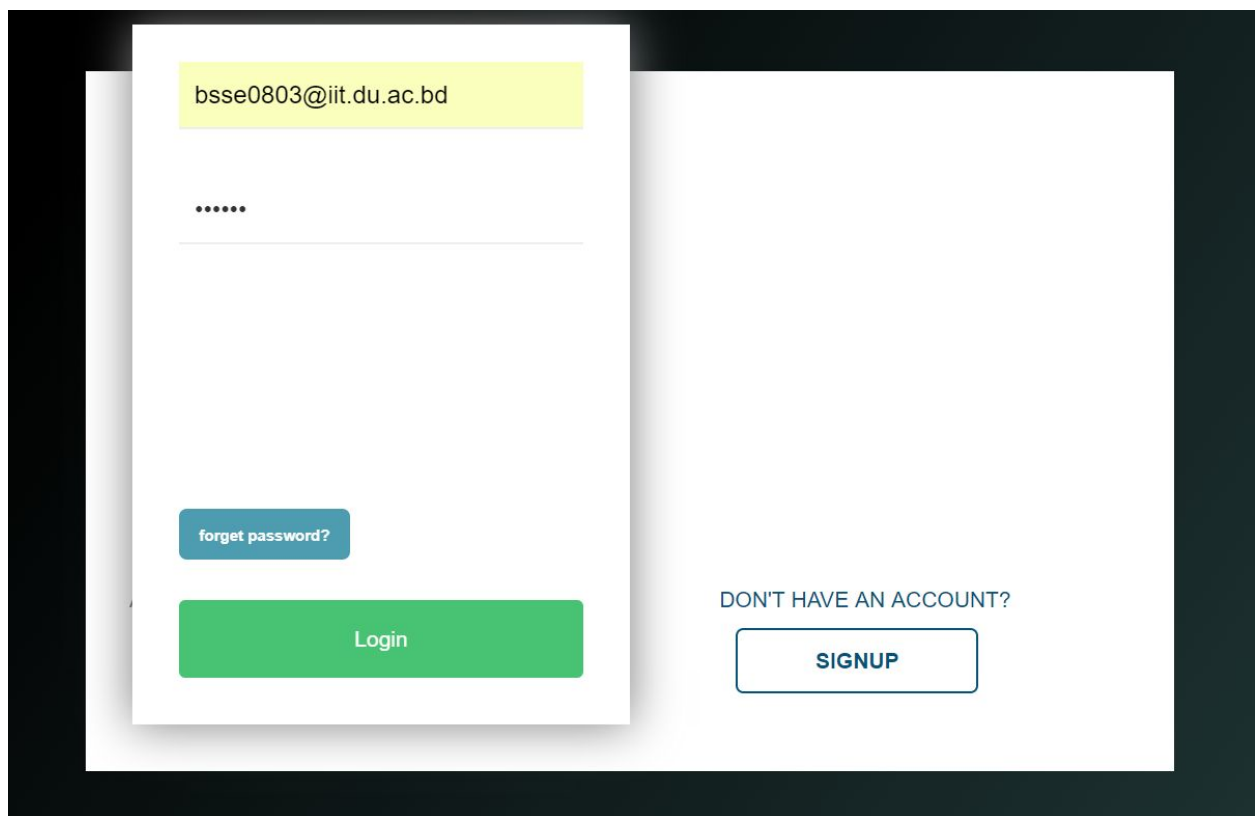 bsse0803@iit.du.ac.bd
••••••
forget password?
Login
DON'T HAVE AN ACCOUNT?
SIGNUP